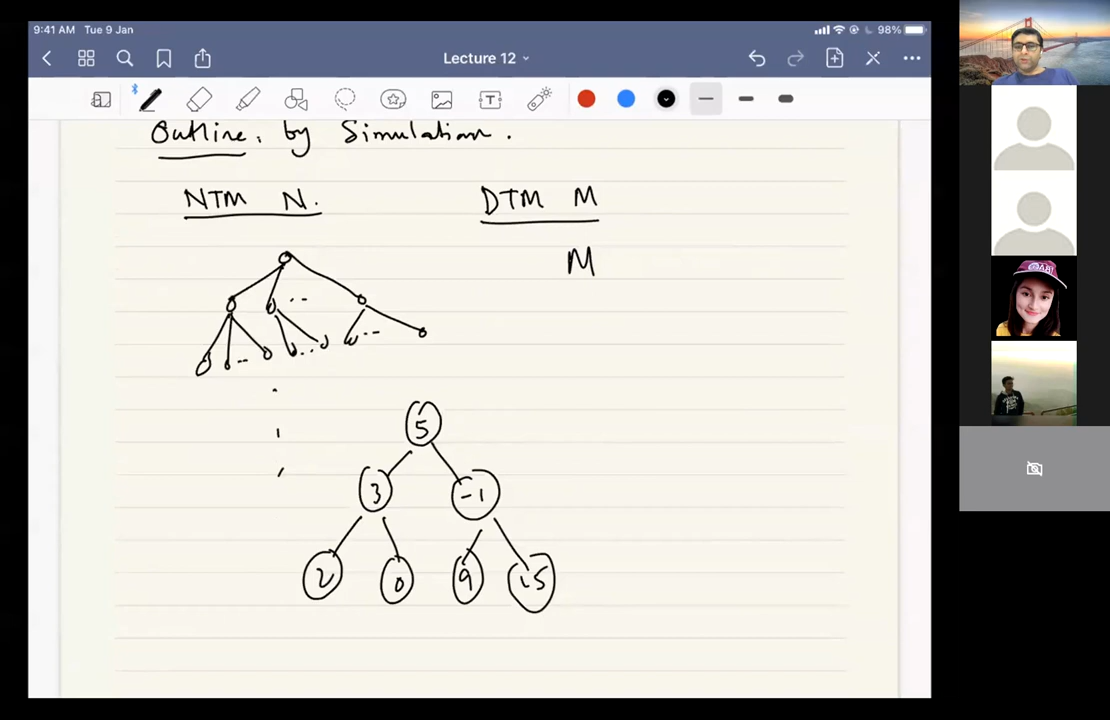 9:41 AM Tue 9 Jan 98%
Lecture 12
T
Outline, by Simulation.
NTM N. DTM M
M
5
3 -1
2 0 9 15